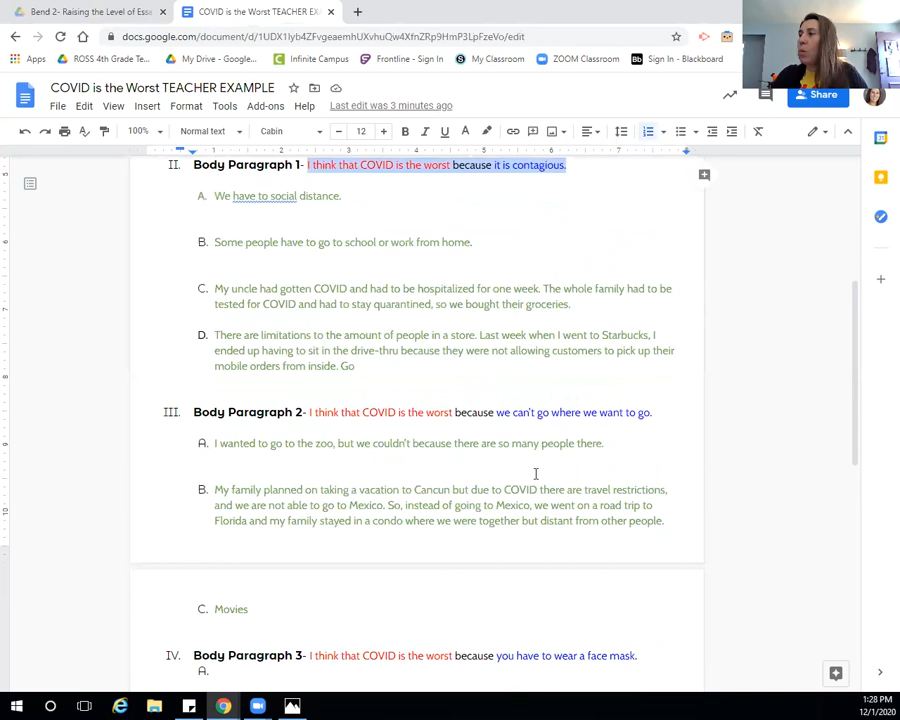 Bend 2- Raising the Level of Essa
COVID is the Worst TEACHER EX
docs.google.com/document/d/1UDX1Iyb4ZFvgeaemhUXvhuQw4XfnZRp9HmP3LpFzeVo/edit
Apps
ROSS 4th Grade Te...
My Drive - Google...
Infinite Campus
Frontline - Sign In
My Classroom
ZOOM Classroom
Bb Sign In - Blackboard
COVID is the Worst TEACHER EXAMPLE
File Edit View Insert Format Tools Add-ons Help Last edit was 3 minutes ago
Share
100% Normal text Cabin 12 B I U A
1 2 3 4 5 6 7
II. Body Paragraph 1- I think that COVID is the worst because it is contagious.
A. We have to social distance.
B. Some people have to go to school or work from home.
C. My uncle had gotten COVID and had to be hospitalized for one week. The whole family had to be
tested for COVID and had to stay quarantined, so we bought their groceries.
D. There are limitations to the amount of people in a store. Last week when I went to Starbucks, I
ended up having to sit in the drive-thru because they were not allowing customers to pick up their
mobile orders from inside. Go
III. Body Paragraph 2- I think that COVID is the worst because we can't go where we want to go.
A. I wanted to go to the zoo, but we couldn't because there are so many people there.
B. My family planned on taking a vacation to Cancun but due to COVID there are travel restrictions,
and we are not able to go to Mexico. So, instead of going to Mexico, we went on a road trip to
Florida and my family stayed in a condo where we were together but distant from other people.
C. Movies
IV. Body Paragraph 3- I think that COVID is the worst because you have to wear a face mask.
A.
1:28 PM
12/1/2020